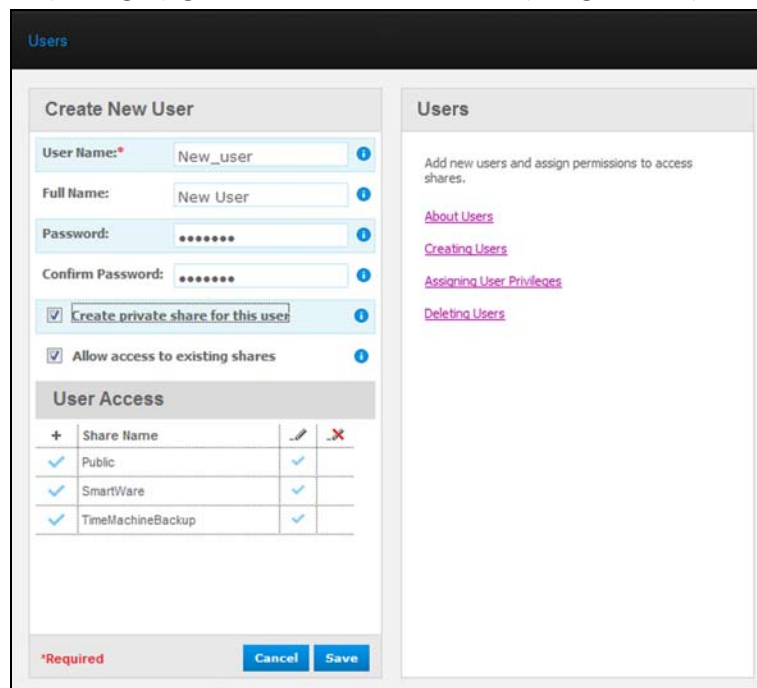 Users
Create New User
User Name:*
New_user
Full Name:
New User
Password:
•••••••
Confirm Password:
•••••••
Create private share for this user
Allow access to existing shares
User Access
+ Share Name
Public
SmartWare
TimeMachineBackup
*Required
Cancel
Save
Users
Add new users and assign permissions to access
shares.
About Users
Creating Users
Assigning User Privileges
Deleting Users